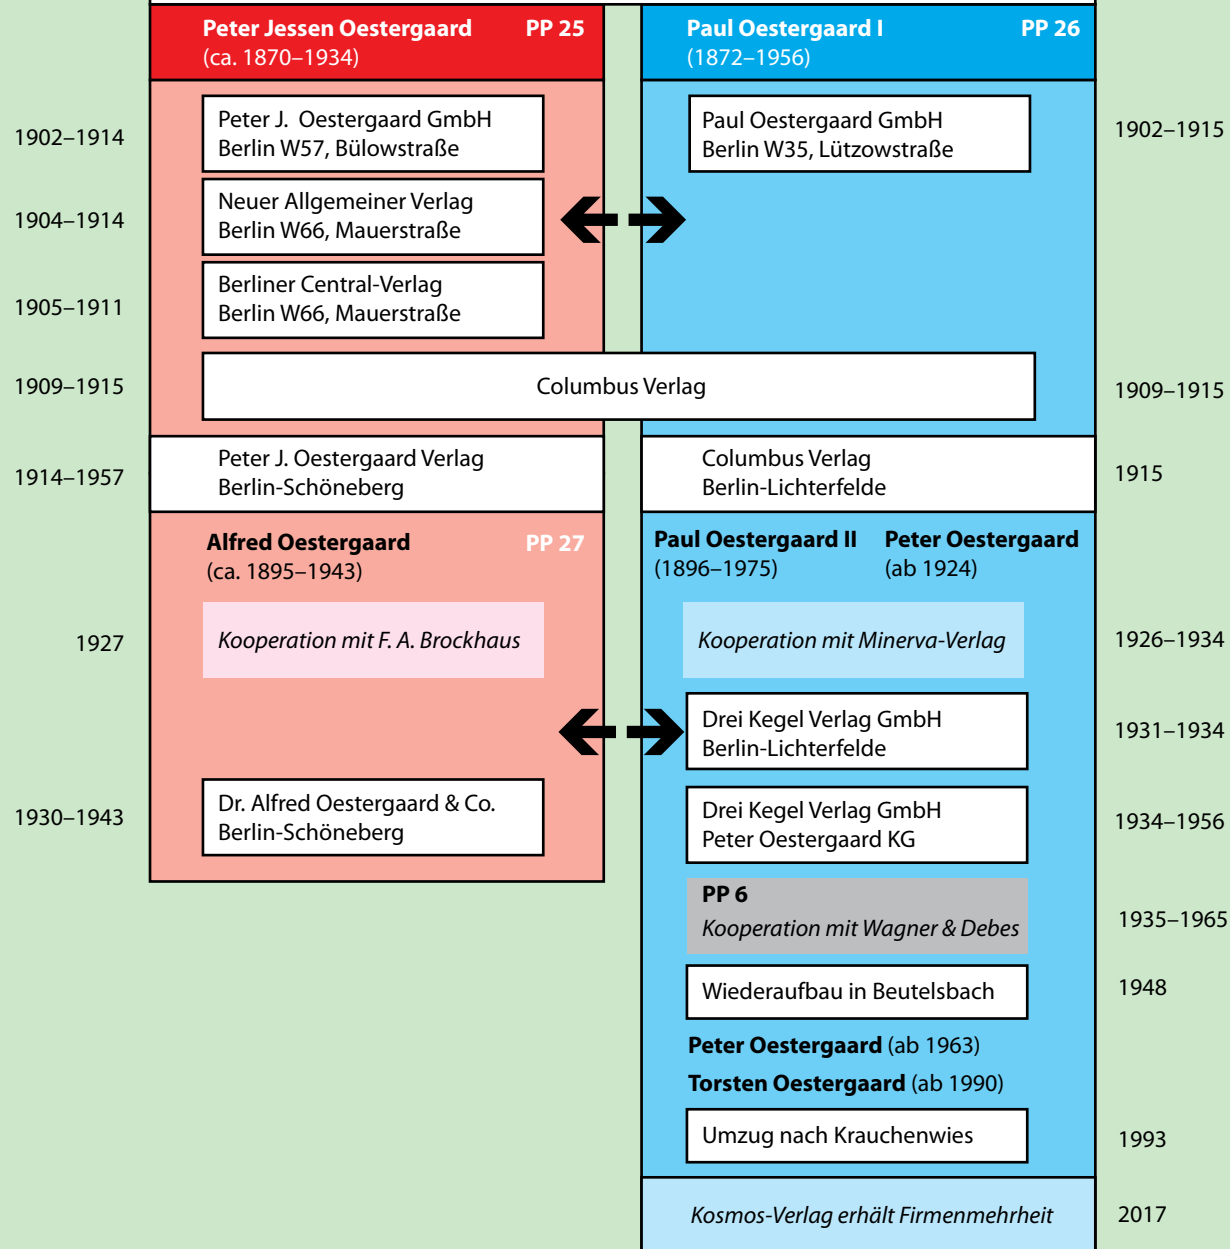 Peter Jessen Oestergaard PP 25
(ca. 1870–1934)
Paul Oestergaard I PP 26
(1872–1956)
1902–1914
Peter J. Oestergaard GmbH
Berlin W57, Bülowstraße
Paul Oestergaard GmbH
Berlin W35, Lützowstraße
1902–1915
1904–1914
Neuer Allgemeiner Verlag
Berlin W66, Mauerstraße
1905–1911
Berliner Central-Verlag
Berlin W66, Mauerstraße
1909–1915
Columbus Verlag
1909–1915
1914–1957
Peter J. Oestergaard Verlag
Berlin-Schöneberg
Columbus Verlag
Berlin-Lichterfelde
1915
Alfred Oestergaard PP 27
(ca. 1895–1943)
Paul Oestergaard II
(1896–1975)
Peter Oestergaard
(ab 1924)
1927
Kooperation mit F. A. Brockhaus
Kooperation mit Minerva-Verlag
1926–1934
Drei Kegel Verlag GmbH
Berlin-Lichterfelde
1931–1934
1930–1943
Dr. Alfred Oestergaard & Co.
Berlin-Schöneberg
Drei Kegel Verlag GmbH
Peter Oestergaard KG
1934–1956
PP 6
Kooperation mit Wagner & Debes
1935–1965
Wiederaufbau in Beutelsbach
1948
Peter Oestergaard (ab 1963)
Torsten Oestergaard (ab 1990)
Umzug nach Krauchenwies
1993
Kosmos-Verlag erhält Firmenmehrheit
2017